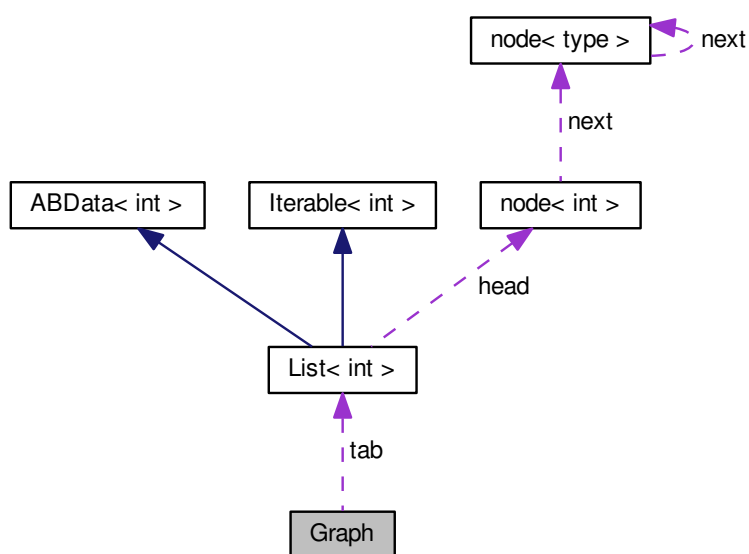 node< type >
next
next
ABData< int >
Iterable< int >
node< int >
head
List< int >
tab
Graph